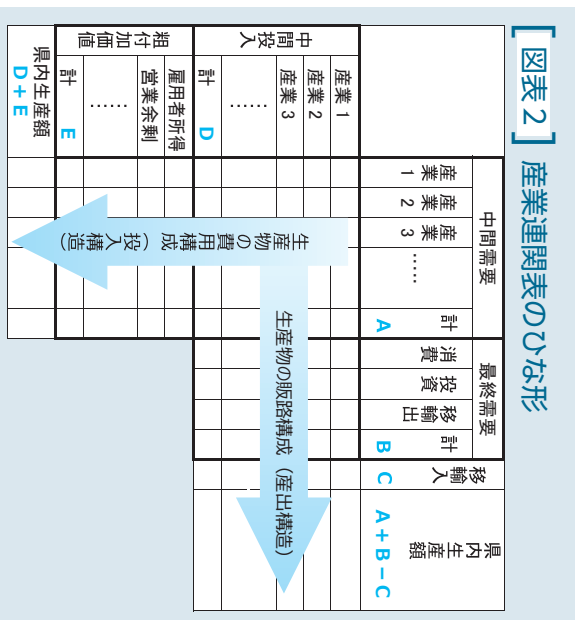 ［図表２］ 産業連関表のひな形
中間需要
最終需要
産業1
産業2
産業3
……
計
A
消費
投資
移輸出
計
B
移輸入
C
県内生産額
A＋B－C
中間投入
産業1
産業2
産業3
……
計
D
粗付加価値
雇用者所得
営業余剰
……
計
E
県内生産額
D＋E
生産物の販路構成（産出構造）
生産物の費用構成（投入構造）